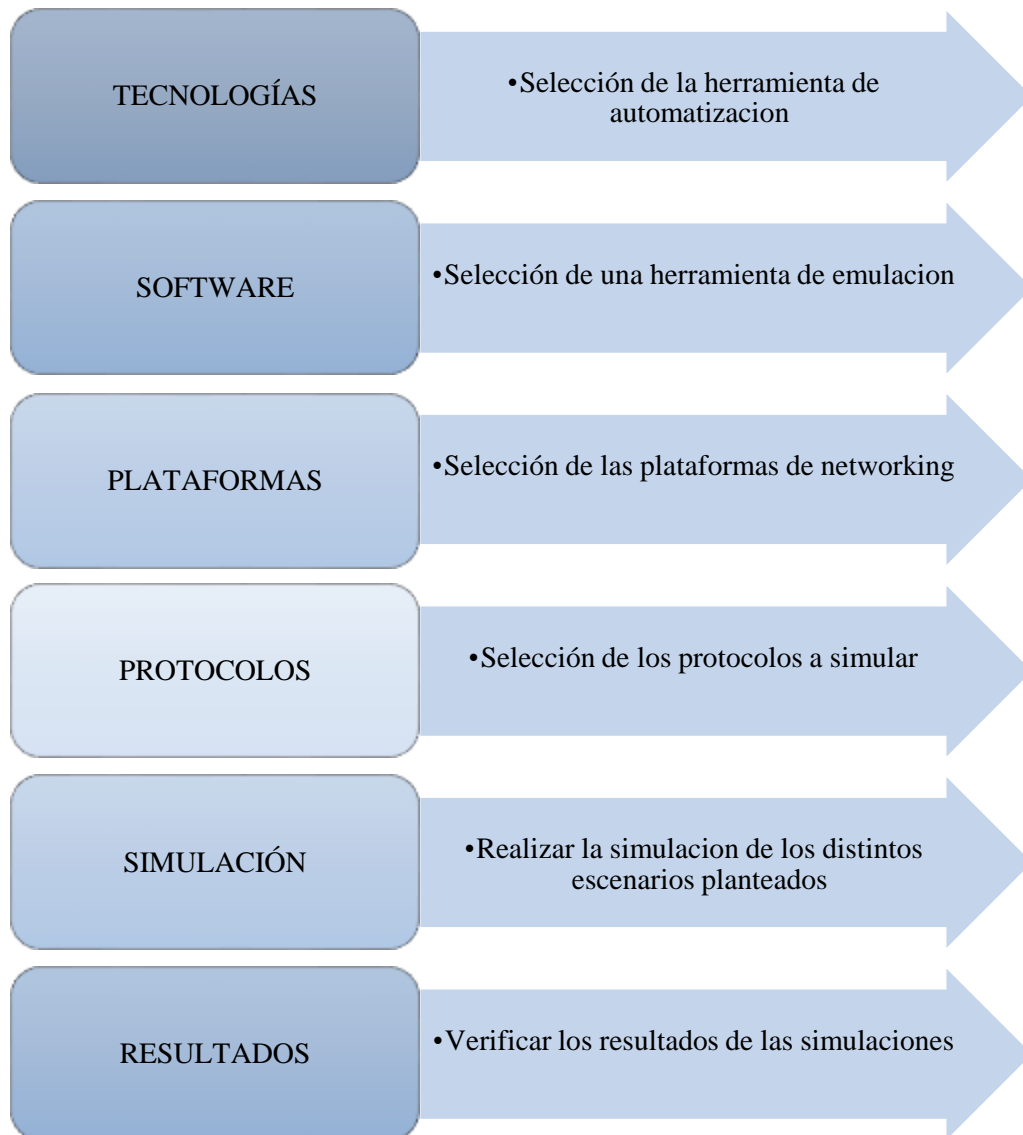 TECNOLOGÍAS
•Selección de la herramienta de
automatizacion
SOFTWARE
•Selección de una herramienta de emulacion
PLATAFORMAS
•Selección de las plataformas de networking
PROTOCOLOS
•Selección de los protocolos a simular
SIMULACIÓN
•Realizar la simulacion de los distintos
escenarios planteados
RESULTADOS
•Verificar los resultados de las simulaciones